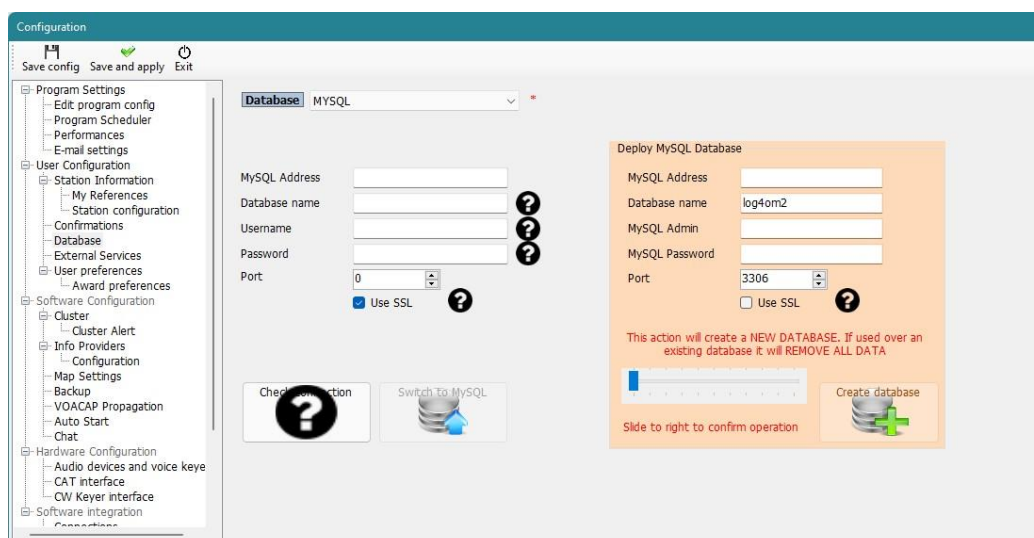 Configuration
Save config Save and apply Exit
Program Settings
Edit program config
Program Scheduler
Performances
E-mail settings
User Configuration
Station Information
My References
Station configuration
Confirmations
Database
External Services
User preferences
Award preferences
Software Configuration
Cluster
Cluster Alert
Info Providers
Configuration
Map Settings
Backup
VOACAP Propagation
Auto Start
Chat
Hardware Configuration
Audio devices and voice keye
CAT interface
CW Keyer interface
Software integration
Connections
Database MYSQL *
MySQL Address
Database name ?
Username ?
Password ?
Port 0
Use SSL ?
Check connection ?
Switch to MySQL
Deploy MySQL Database
MySQL Address
Database name log4om2
MySQL Admin
MySQL Password
Port 3306
Use SSL ?
This action will create a NEW DATABASE. If used over an
existing database it will REMOVE ALL DATA
Create database
Slide to right to confirm operation